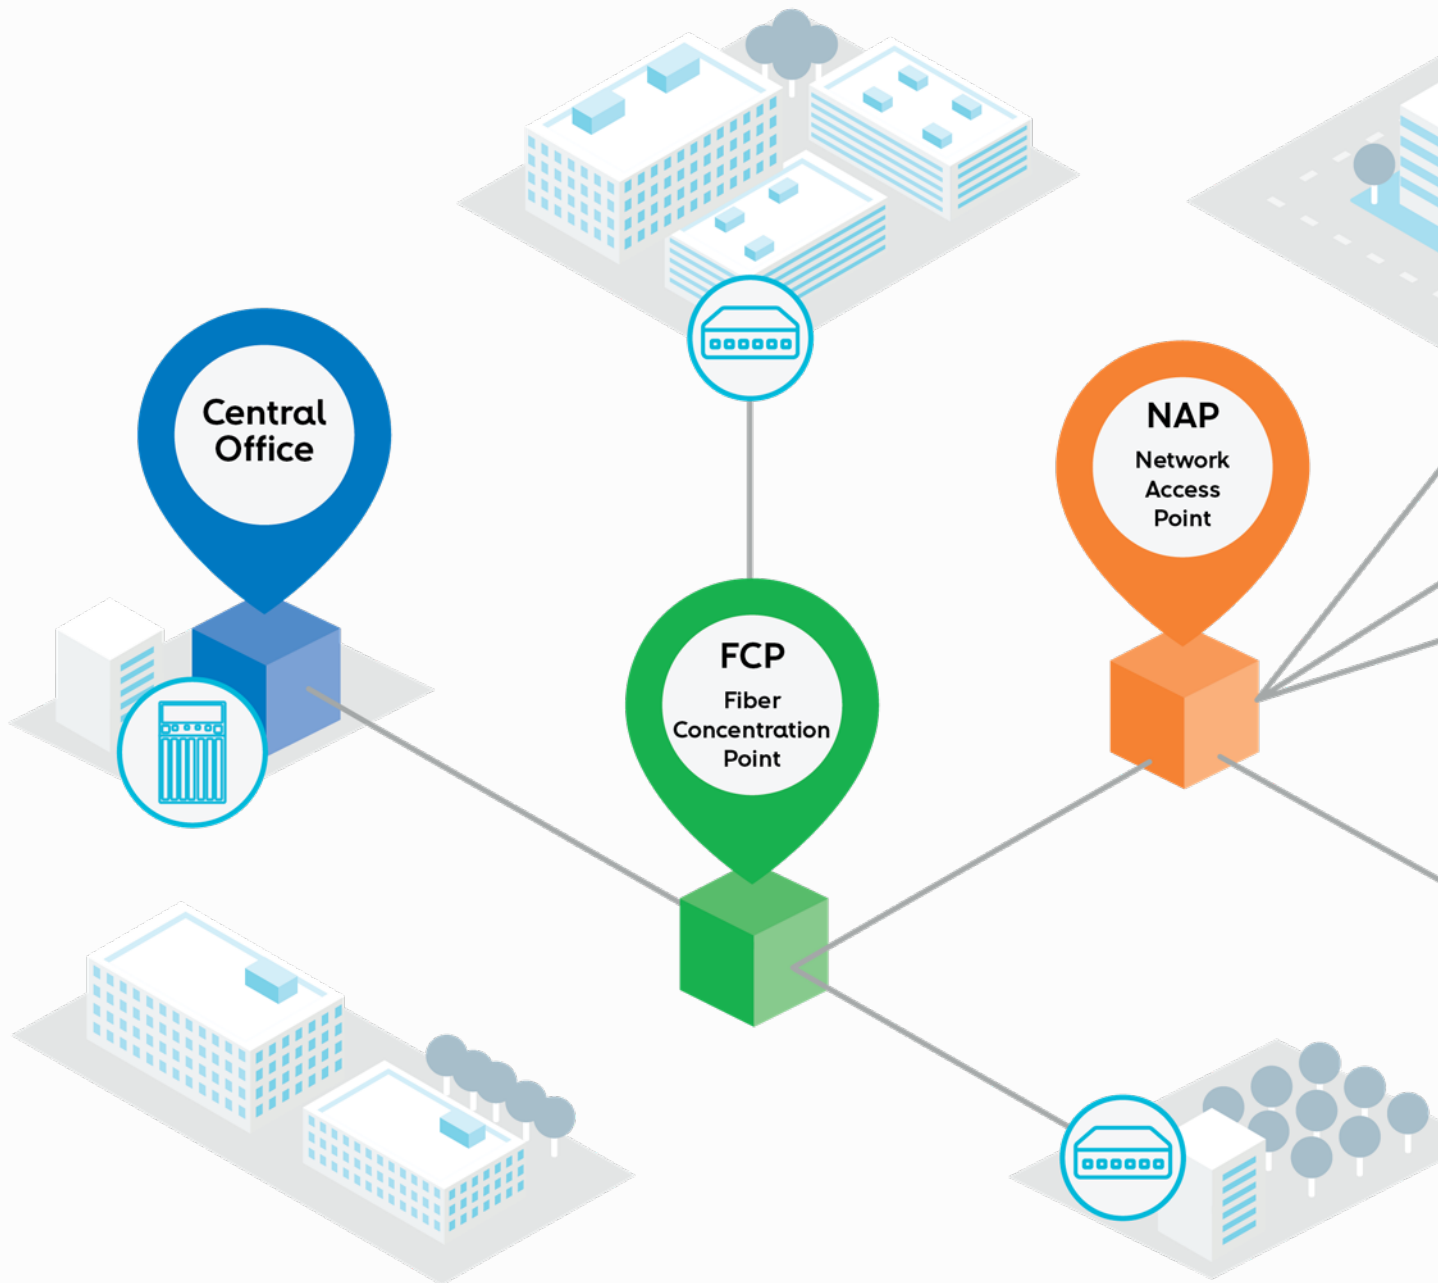 Central
Office
NAP
Network
Access
Point
FCP
Fiber
Concentration
Point